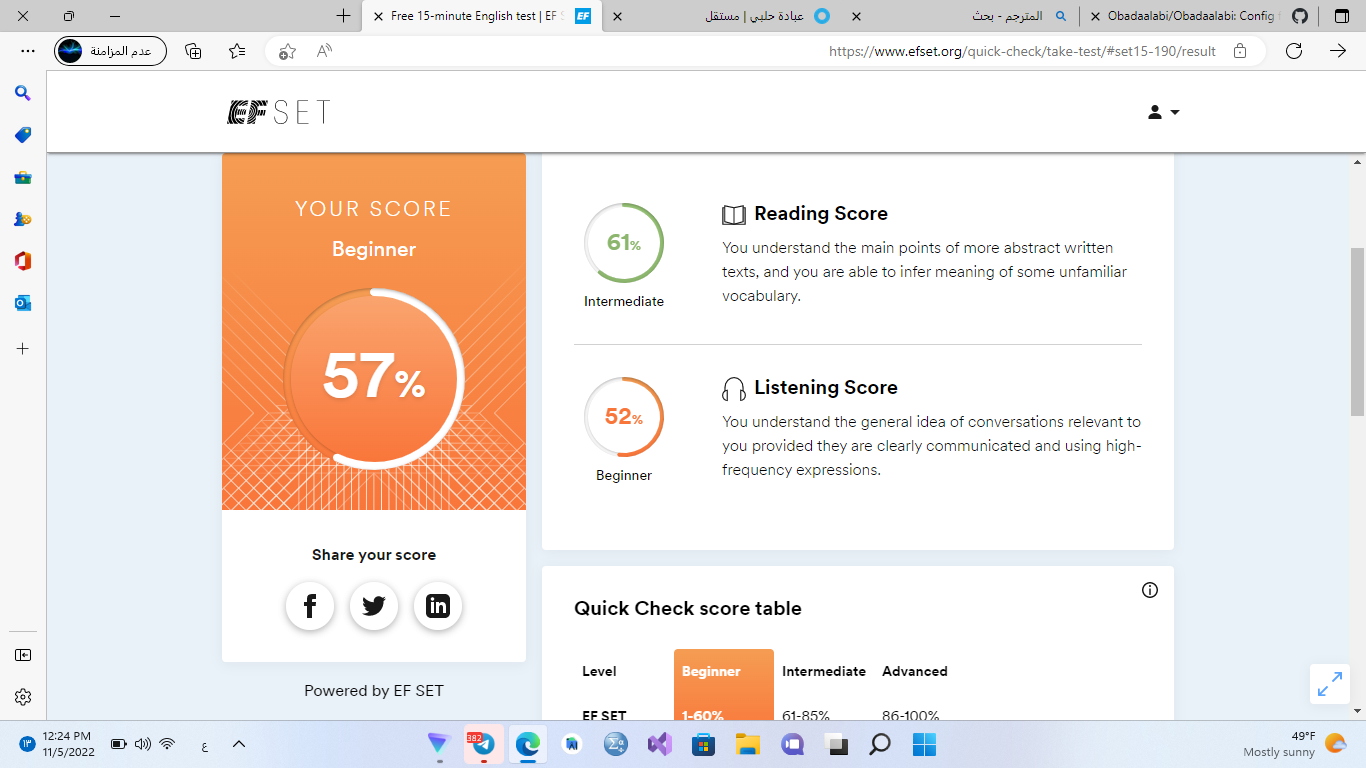 Free 15-minute English test | EF S
عبادة حلبي | مستقل
المترجم - بحث
Obadaalabi/Obadaalabi: Config f
عدم المزامنة
https://www.efset.org/quick-check/take-test/#set15-190/result
EF SET
YOUR SCORE
Beginner
57%
Share your score
Powered by EF SET
61%
Intermediate
Reading Score
You understand the main points of more abstract written
texts, and you are able to infer meaning of some unfamiliar
vocabulary.
52%
Beginner
Listening Score
You understand the general idea of conversations relevant to
you provided they are clearly communicated and using high-
frequency expressions.
Quick Check score table
Level Beginner Intermediate Advanced
EF SET 1-60% 61-85% 86-100%
١٣
12:24 PM
11/5/2022
ع
382
49°F
Mostly sunny